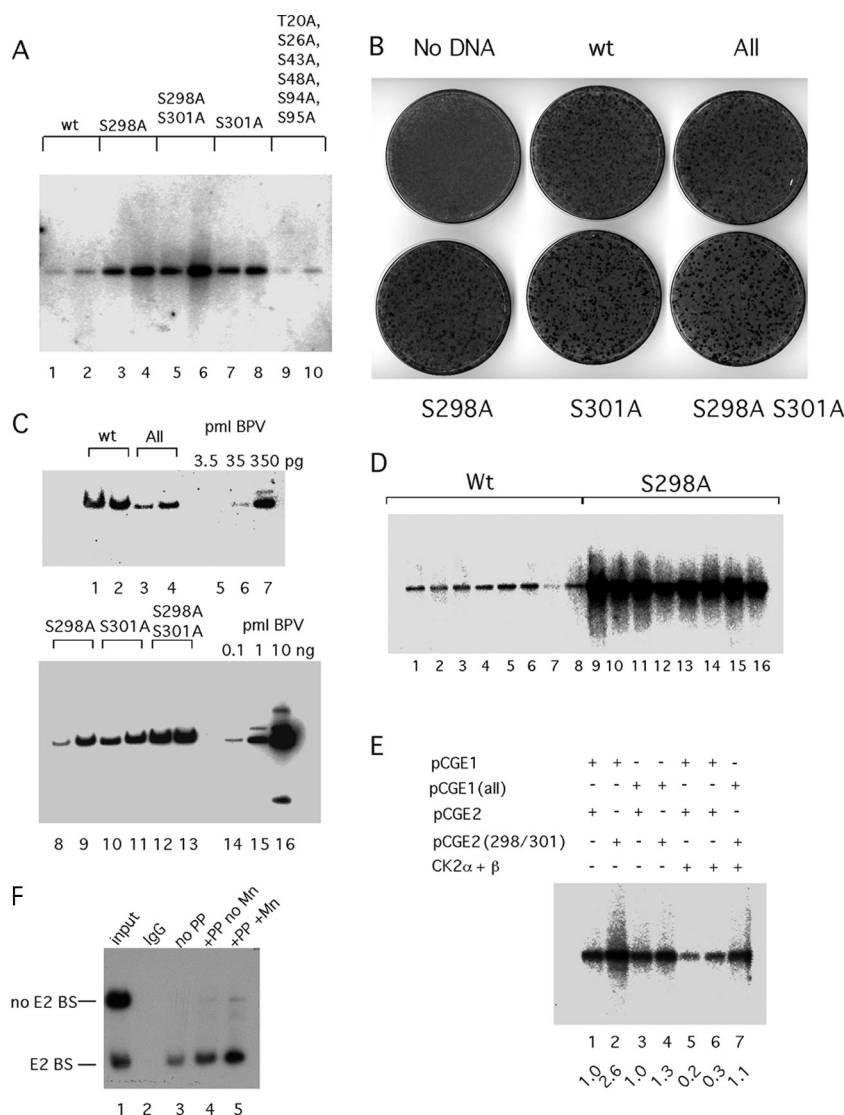 A
wt
S298A
S298A
S301A
S301A
T20A,
S26A,
S43A,
S48A,
S94A,
S95A
1 2 3 4 5 6 7 8 9 10
B
No DNA wt All
S298A S301A S298A S301A
C
wt All pml BPV
3.5 35 350 pg
1 2 3 4 5 6 7
S298A S301A S298A
S301A
pml BPV
0.1 1 10 ng
8 9 10 11 12 13 14 15 16
D
Wt S298A
1 2 3 4 5 6 7 8 9 10 11 12 13 14 15 16
E
pCGE1 + + - - + + -
pCGE1(all) - - + + - - +
pCGE2 + - + - + + -
pCGE2(298/301) - + - + - - +
CK2α + β - - - - + + +
1 2 3 4 5 6 7
1.0 2.6 1.0 1.3 0.2 0.3 1.1
F
input IgG no PP +PP no Mn +PP +Mn
no E2 BS
E2 BS
1 2 3 4 5